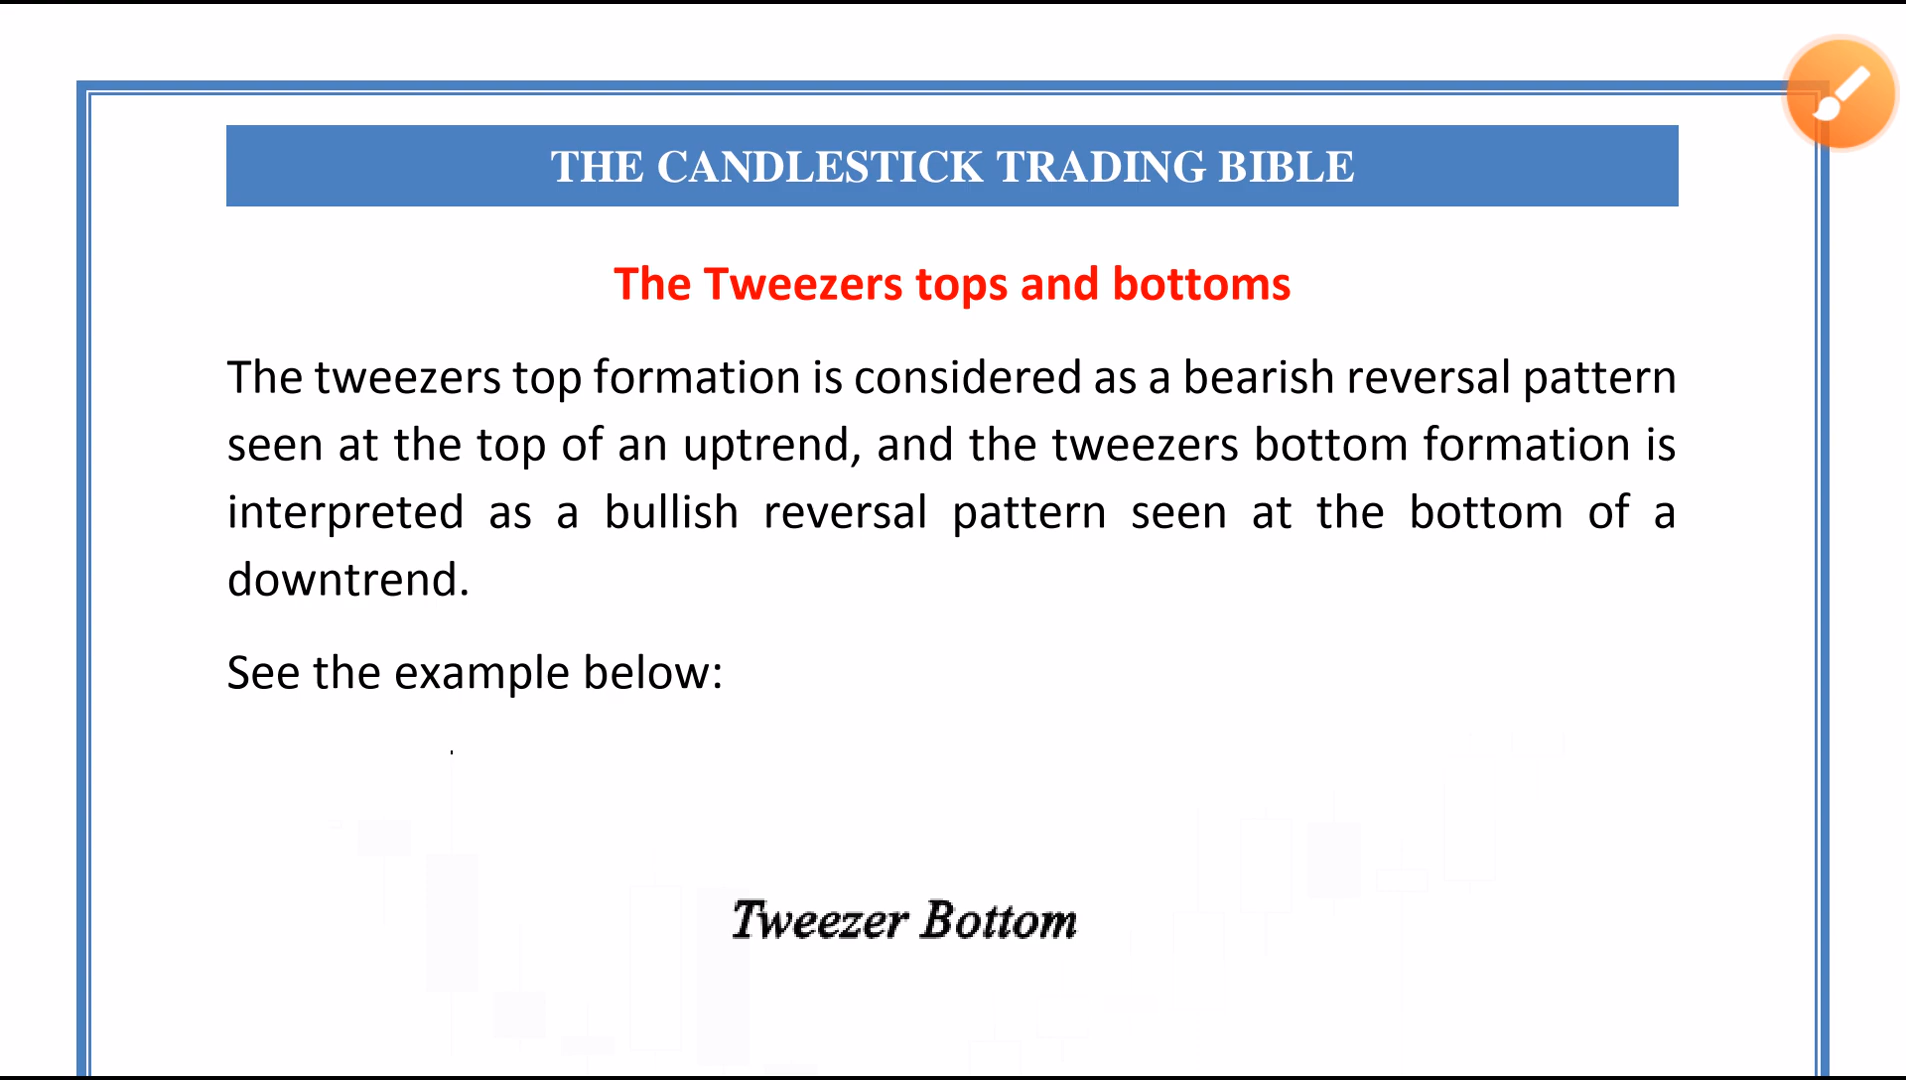 THE CANDLESTICK TRADING BIBLE
The Tweezers tops and bottoms
The tweezers top formation is considered as a bearish reversal pattern
seen at the top of an uptrend, and the tweezers bottom formation is
interpreted as a bullish reversal pattern seen at the bottom of a
downtrend.
See the example below:
Tweezer Bottom